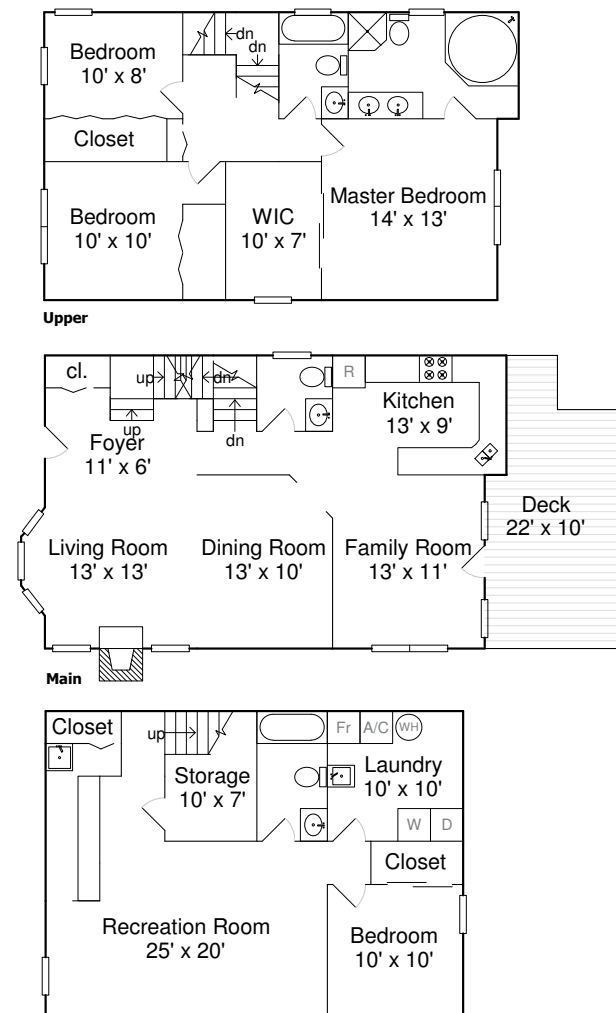 Bedroom
10' x 8'
dn
dn
Closet
Bedroom
10' x 10'
WIC
10' x 7'
Master Bedroom
14' x 13'
Upper
cl.
up
dn
R
Kitchen
13' x 9'
up
dn
Foyer
11' x 6'
Deck
22' x 10'
Living Room
13' x 13'
Dining Room
13' x 10'
Family Room
13' x 11'
Main
Closet
up
Fr
A/C
WH
Storage
10' x 7'
Laundry
10' x 10'
W
D
Closet
Recreation Room
25' x 20'
Bedroom
10' x 10'